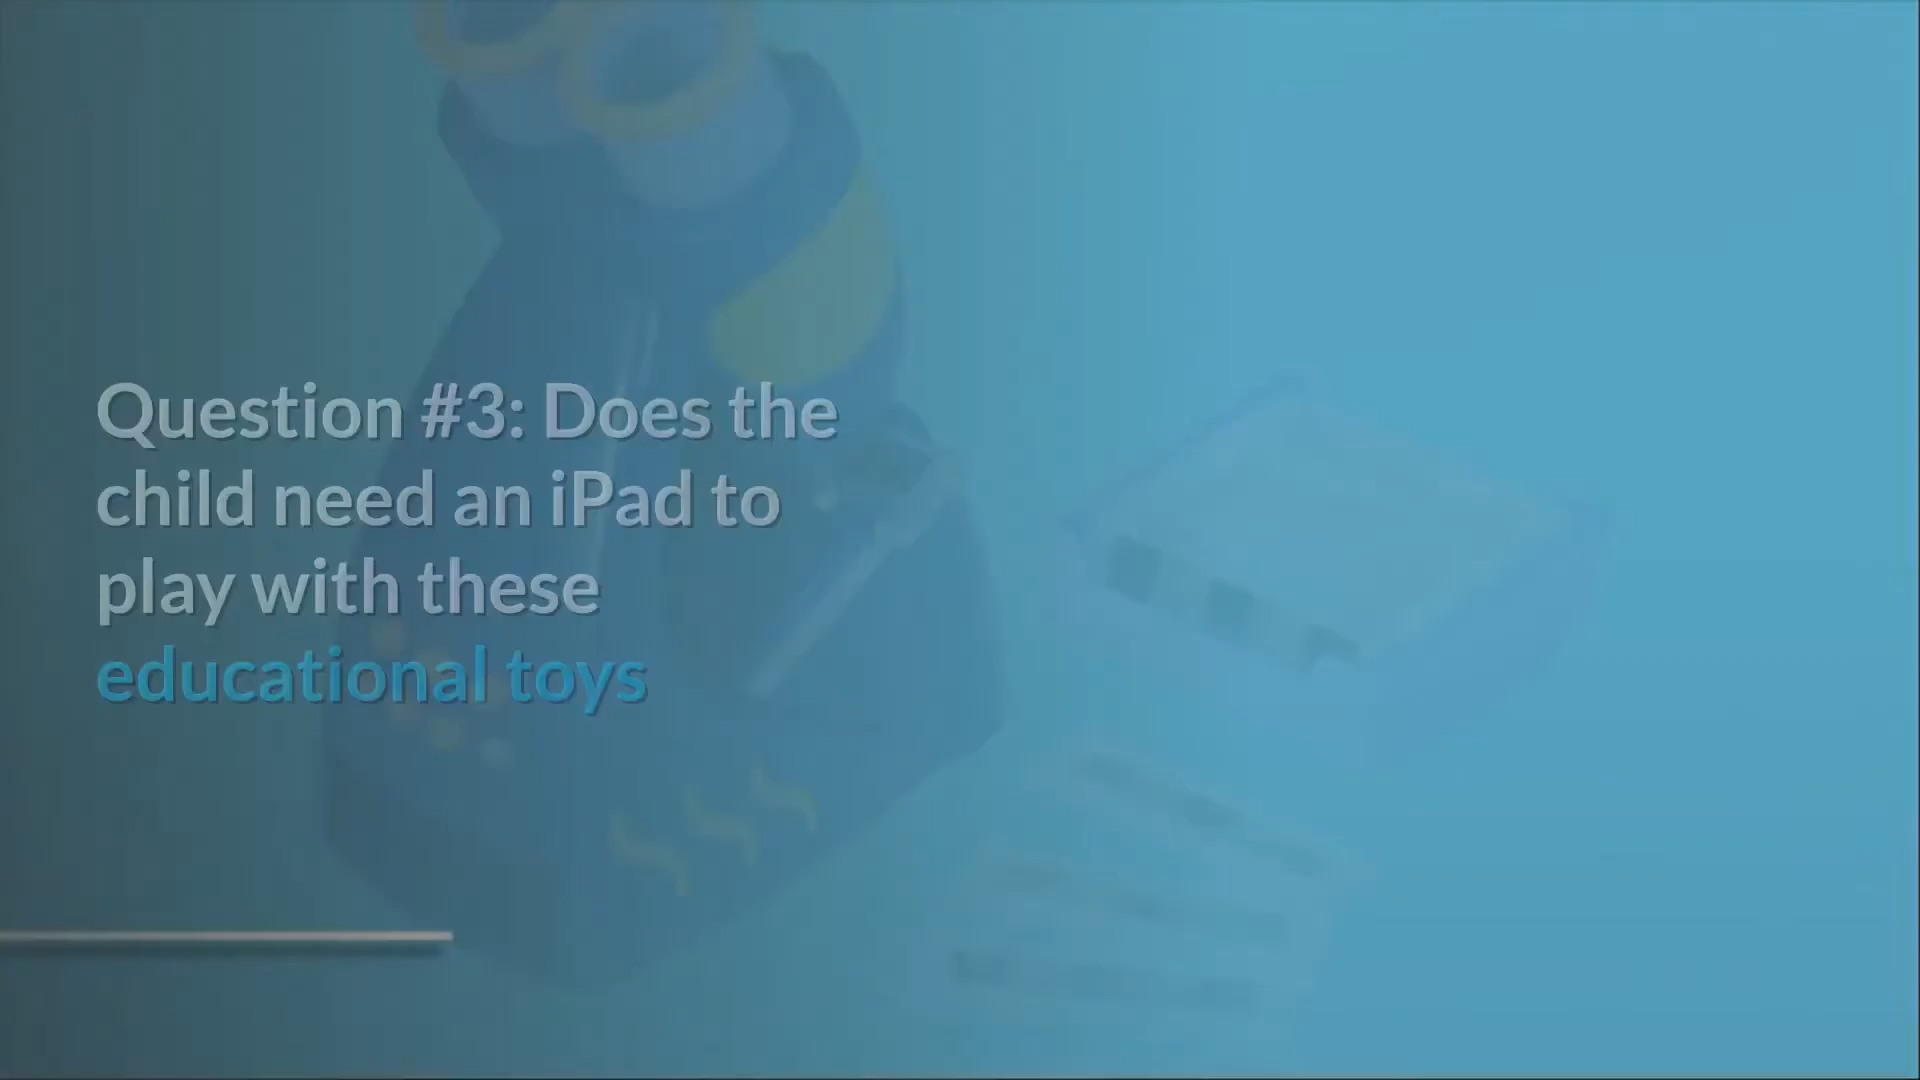 Question #3: Does the
child need an iPad to
play with these
educational toys